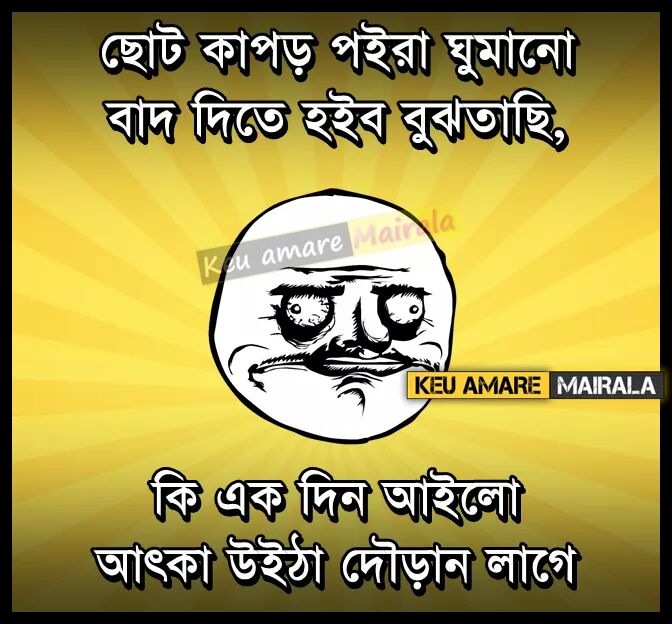 ছোট কাপড় পইরা ঘুমানো
বাদ দিতে হইব বুঝতাছি,
Keu amare Mairala
KEU AMARE MAIRALA
কি এক দিন আইলো
আৎকা উইঠা দৌড়ান লাগে